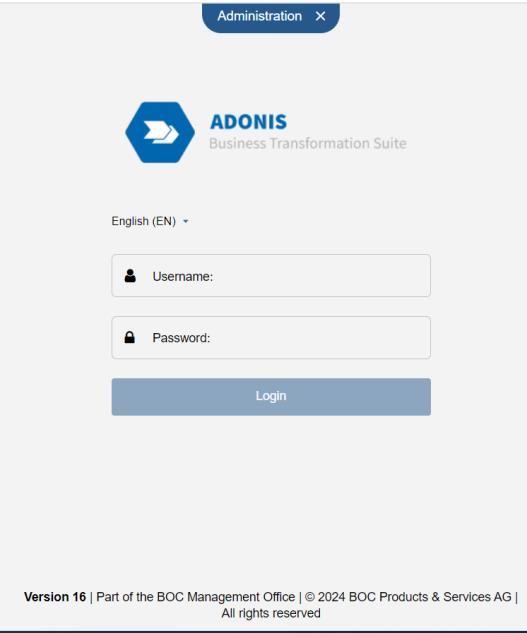 Administration ×
ADONIS
Business Transformation Suite
English (EN)
Username:
Password:
Login
Version 16 | Part of the BOC Management Office | © 2024 BOC Products & Services AG |
All rights reserved